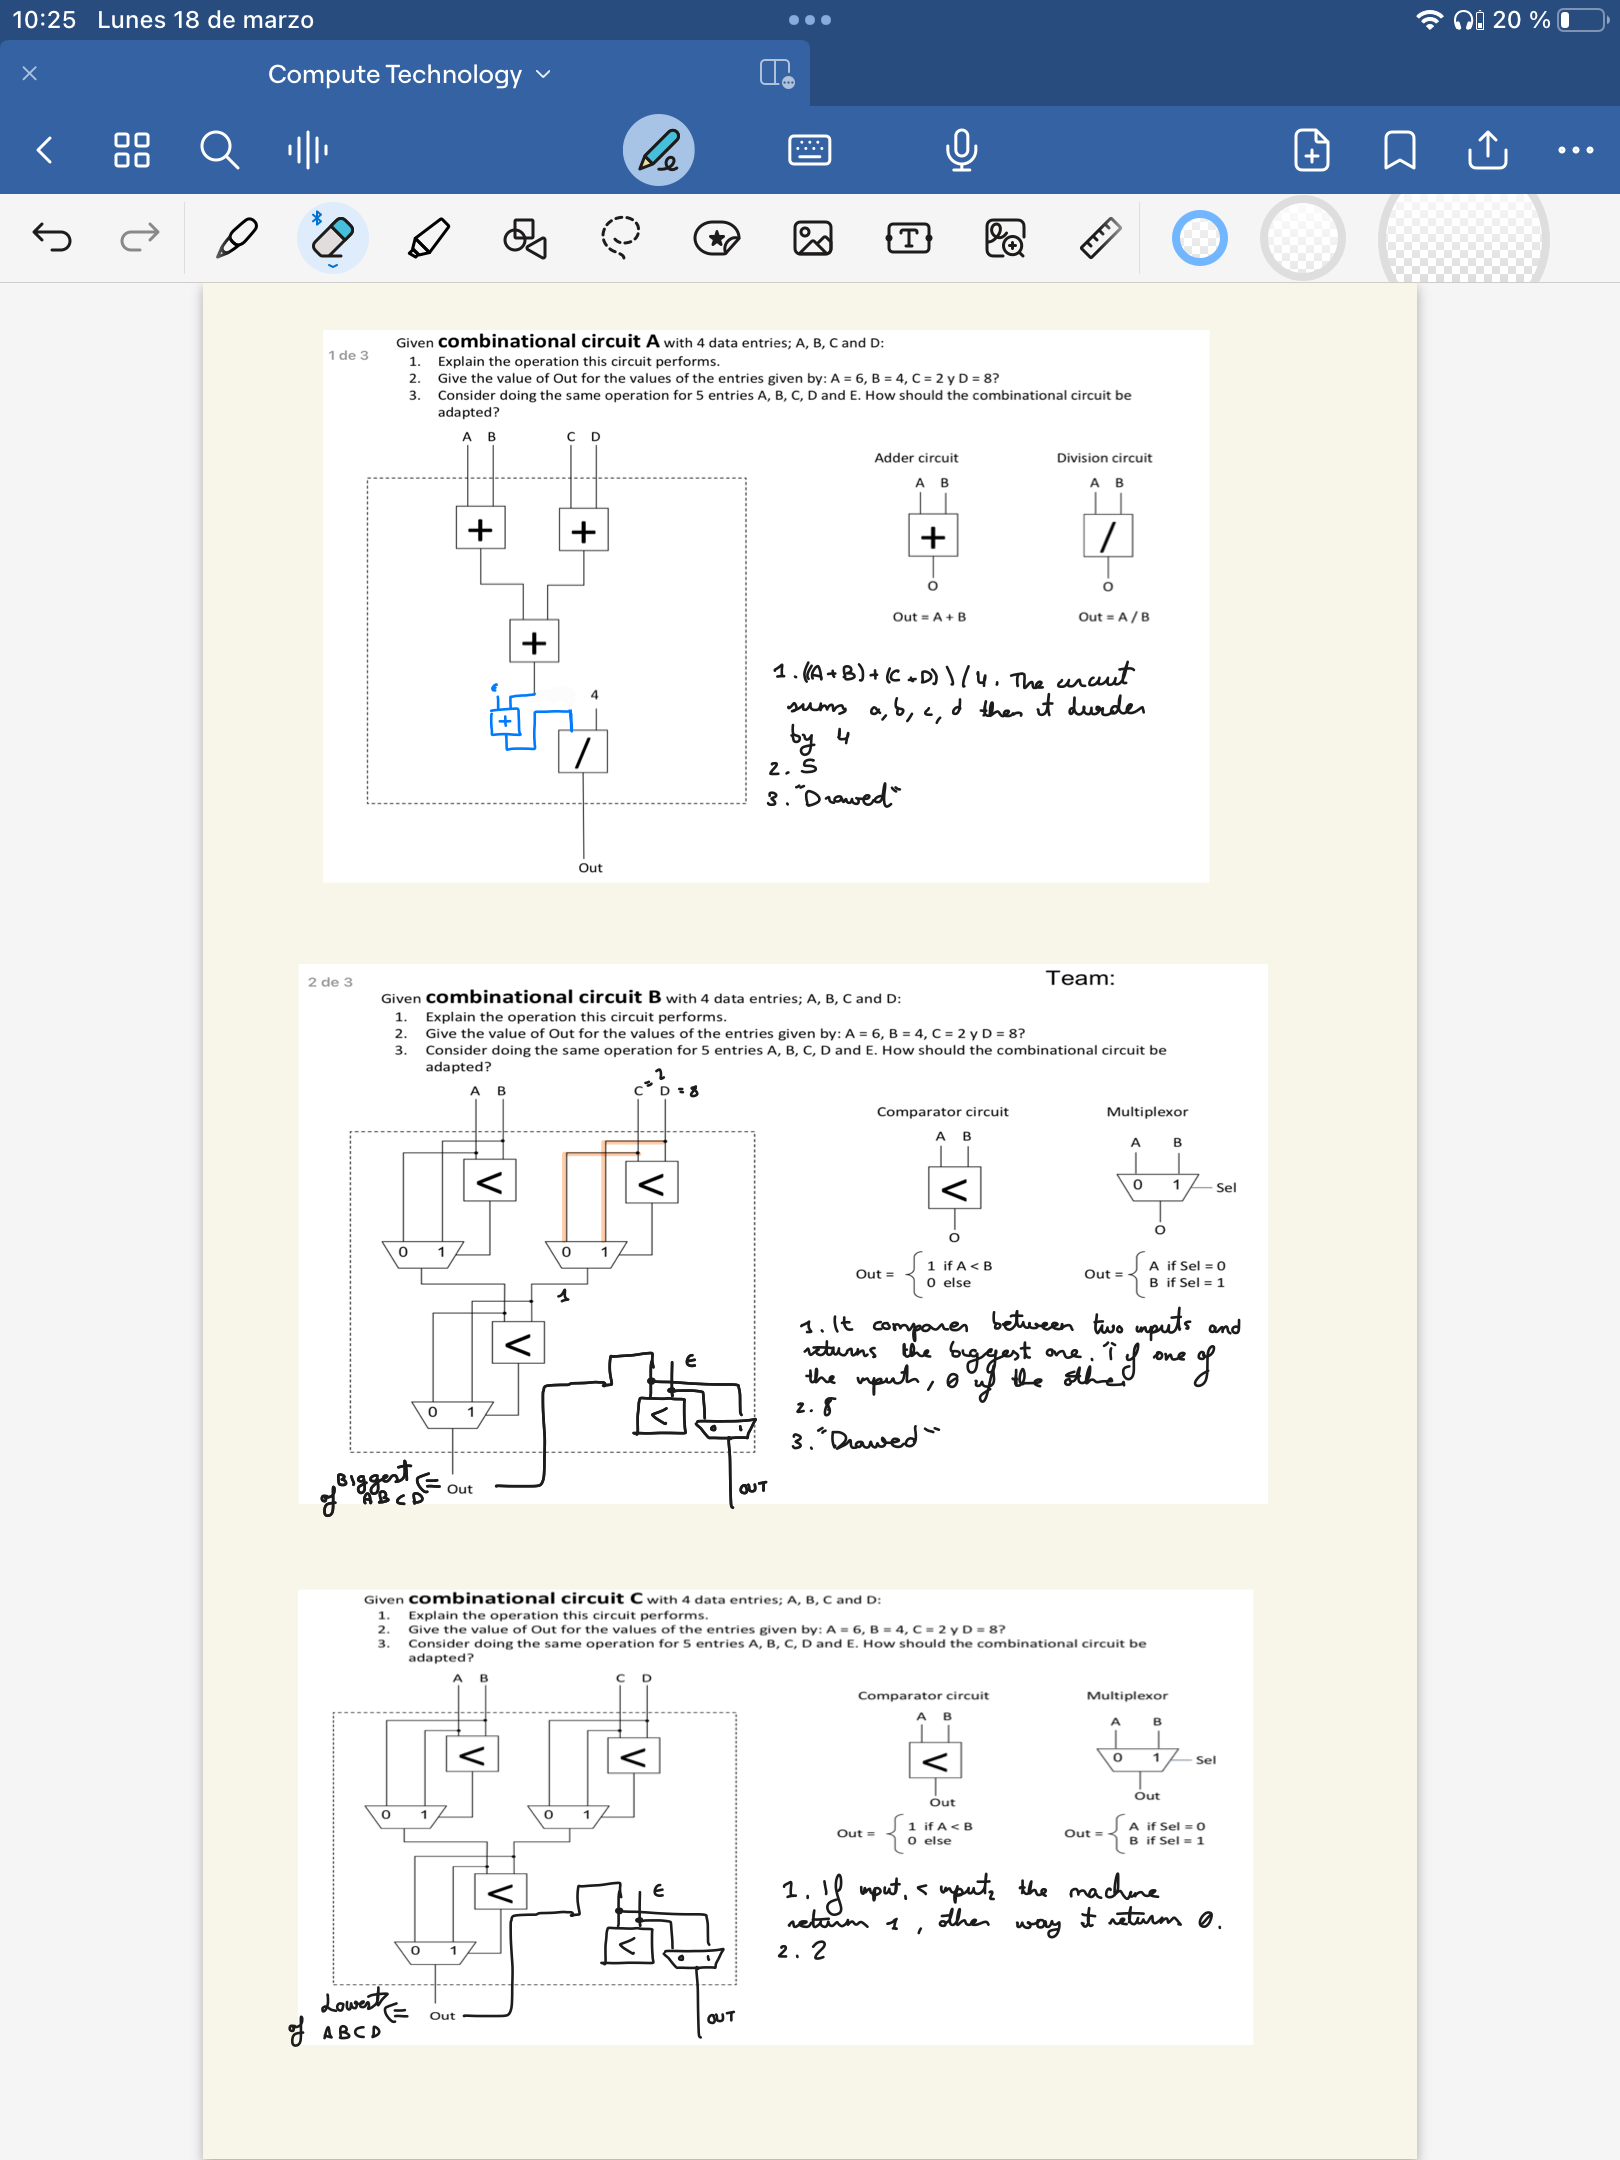 10:25 Lunes 18 de marzo
20 %
Compute Technology
1 de 3
Given combinational circuit A with 4 data entries; A, B, C and D:
1. Explain the operation this circuit performs.
2. Give the value of Out for the values of the entries given by: A = 6, B = 4, C = 2 y D = 8?
3. Consider doing the same operation for 5 entries A, B, C, D and E. How should the combinational circuit be
adapted?
A B C D
Adder circuit Division circuit
A B A B
+ + + /
O O
Out = A + B Out = A / B
+
1. ((A+B)+(C+D))/4. The circuit
sums a, b, c, d then it
by 4
e
4
+
/
2. 5
3. "Drawed"
Out
2 de 3
Team:
Given combinational circuit B with 4 data entries; A, B, C and D:
1. Explain the operation this circuit performs.
2. Give the value of Out for the values of the entries given by: A = 6, B = 4, C = 2 y D = 8?
3. Consider doing the same operation for 5 entries A, B, C, D and E. How should the combinational circuit be
adapted?
A B C = 2 D = 8
Comparator circuit Multiplexor
A B A B
< < < 0 1 Sel
O O
0 1 0 1
Out = { 1 if A < B
0 else
Out = { A if Sel = 0
B if Sel = 1
1
<
1. It compares between two inputs and
returns the biggest one. 1 if one of
the inputs, 0 if the other
E
<
0 1
0 1
2. 8
3. "Drawed"
Biggest
of ABCD
⇐ Out
OUT
Given combinational circuit C with 4 data entries; A, B, C and D:
1. Explain the operation this circuit performs.
2. Give the value of Out for the values of the entries given by: A = 6, B = 4, C = 2 y D = 8?
3. Consider doing the same operation for 5 entries A, B, C, D and E. How should the combinational circuit be
adapted?
A B C D
Comparator circuit Multiplexor
A B A B
< < < 0 1 Sel
Out Out
0 1 0 1
Out = { 1 if A < B
0 else
Out = { A if Sel = 0
B if Sel = 1
<
E
1. If input₁ < input₂ the machine
return 1, other way it returns 0.
<
0 1
0 1
2. 2
Lowest
of ABCD
⇐ Out
OUT